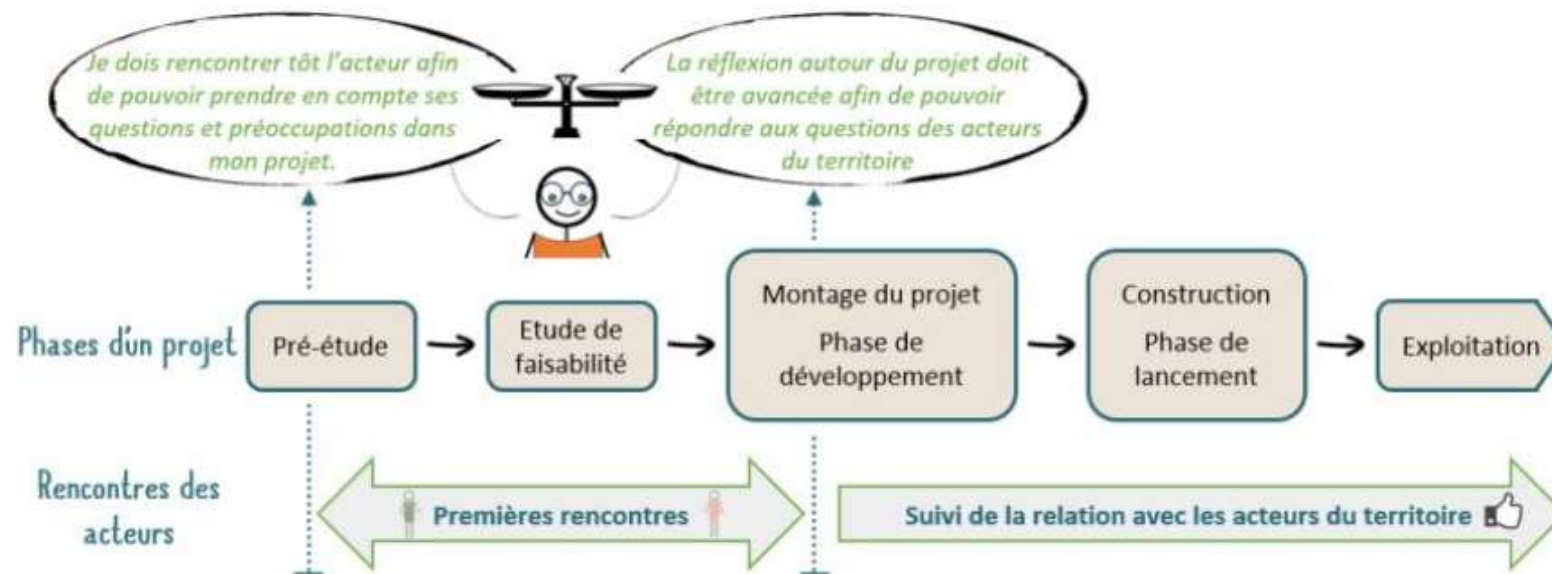 Je dois rencontrer tôt l'acteur afin
de pouvoir prendre en compte ses
questions et préoccupations dans
mon projet.
La réflexion autour du projet doit
être avancée afin de pouvoir
répondre aux questions des acteurs
du territoire
Phases d'un projet
Pré-étude
Etude de
faisabilité
Montage du projet
Phase de
développement
Construction
Phase de
lancement
Exploitation
Rencontres des
acteurs
Premières rencontres
Suivi de la relation avec les acteurs du territoire